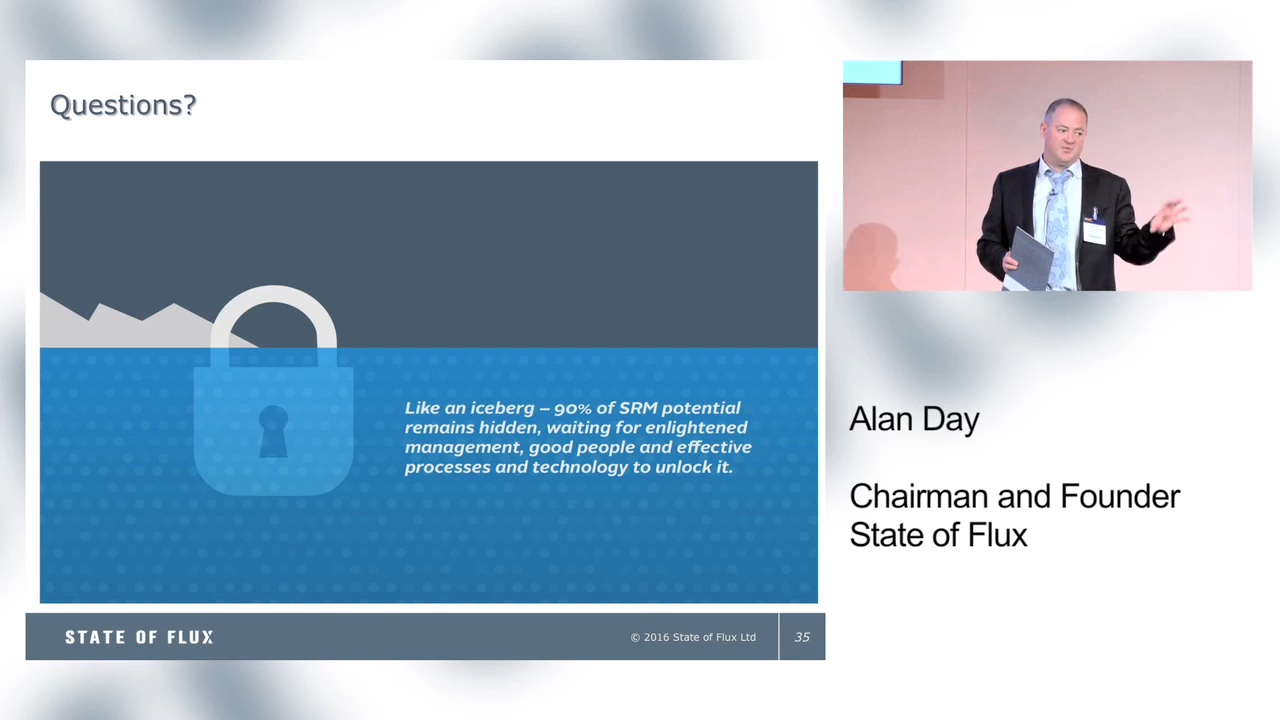 Questions?
Like an iceberg – 90% of SRM potential
remains hidden, waiting for enlightened
management, good people and effective
processes and technology to unlock it.
STATE OF FLUX
© 2016 State of Flux Ltd
35
Alan Day
Chairman and Founder
State of Flux